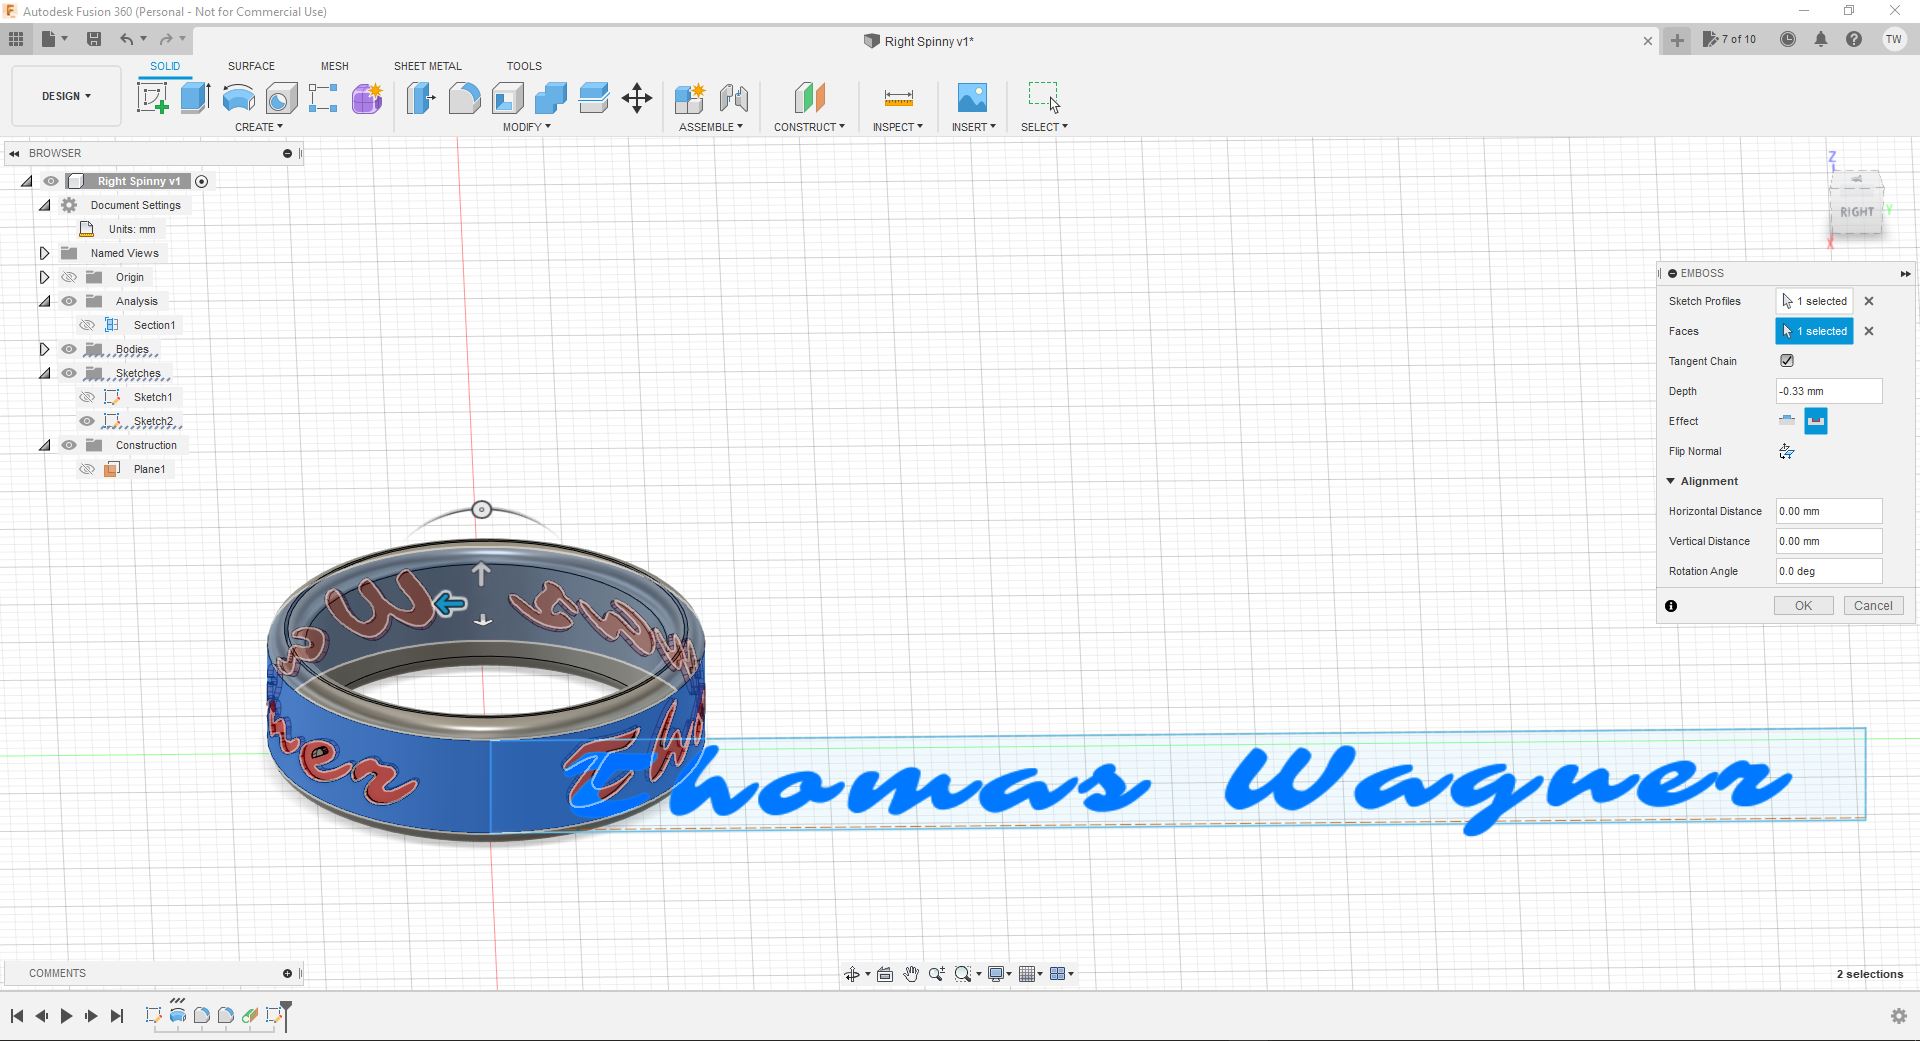 Autodesk Fusion 360 (Personal - Not for Commercial Use)
Right Spinny v1*
7 of 10
TW
DESIGN
SOLID SURFACE MESH SHEET METAL TOOLS
CREATE MODIFY ASSEMBLE CONSTRUCT INSPECT INSERT SELECT
BROWSER
Right Spinny v1
Document Settings
Units: mm
Named Views
Origin
Analysis
Section1
Bodies
Sketches
Sketch1
Sketch2
Construction
Plane1
Z
RIGHT
Y
X
EMBOSS
Sketch Profiles 1 selected
Faces 1 selected
Tangent Chain
Depth -0.33 mm
Effect
Flip Normal
Alignment
Horizontal Distance 0.00 mm
Vertical Distance 0.00 mm
Rotation Angle 0.0 deg
OK Cancel
Thomas Wagner
COMMENTS
2 selections